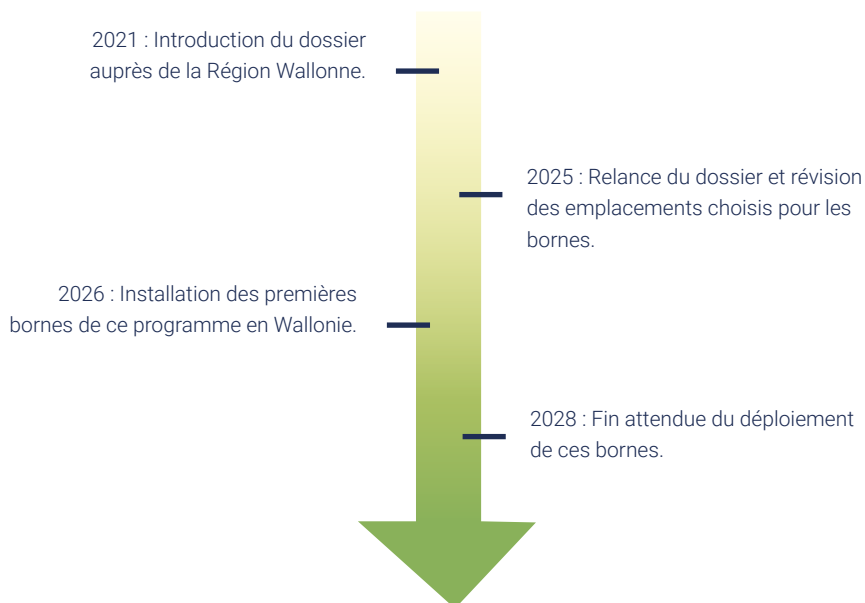 2021 : Introduction du dossier
auprès de la Région Wallonne.
2025 : Relance du dossier et révision
des emplacements choisis pour les
bornes.
2026 : Installation des premières
bornes de ce programme en Wallonie.
2028 : Fin attendue du déploiement
de ces bornes.